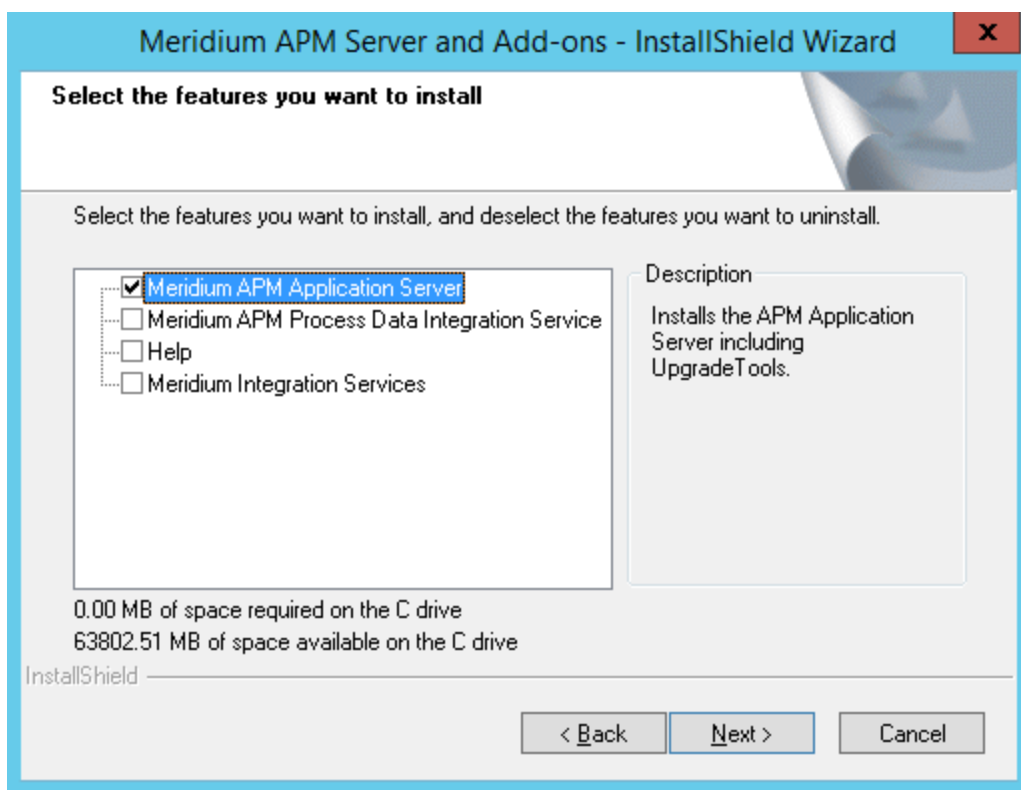 Meridium APM Server and Add-ons - InstallShield Wizard
x
Select the features you want to install
Select the features you want to install, and deselect the features you want to uninstall.
Meridium APM Application Server
Meridium APM Process Data Integration Service
Help
Meridium Integration Services
Description
Installs the APM Application
Server including
UpgradeTools.
0.00 MB of space required on the C drive
63802.51 MB of space available on the C drive
InstallShield
< Back
Next >
Cancel